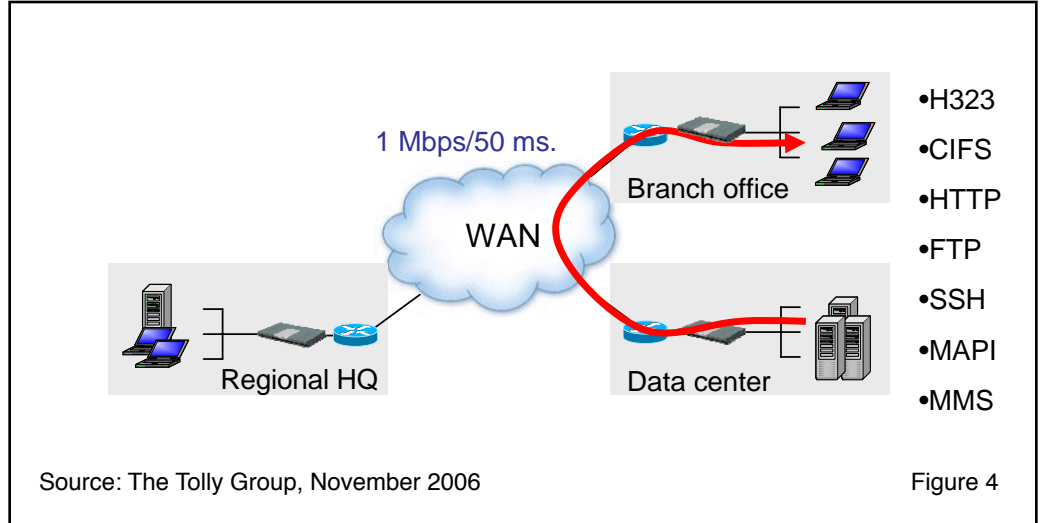 1 Mbps/50 ms.
WAN
Regional HQ
Branch office
Data center
•H323
•CIFS
•HTTP
•FTP
•SSH
•MAPI
•MMS
Source: The Tolly Group, November 2006
Figure 4